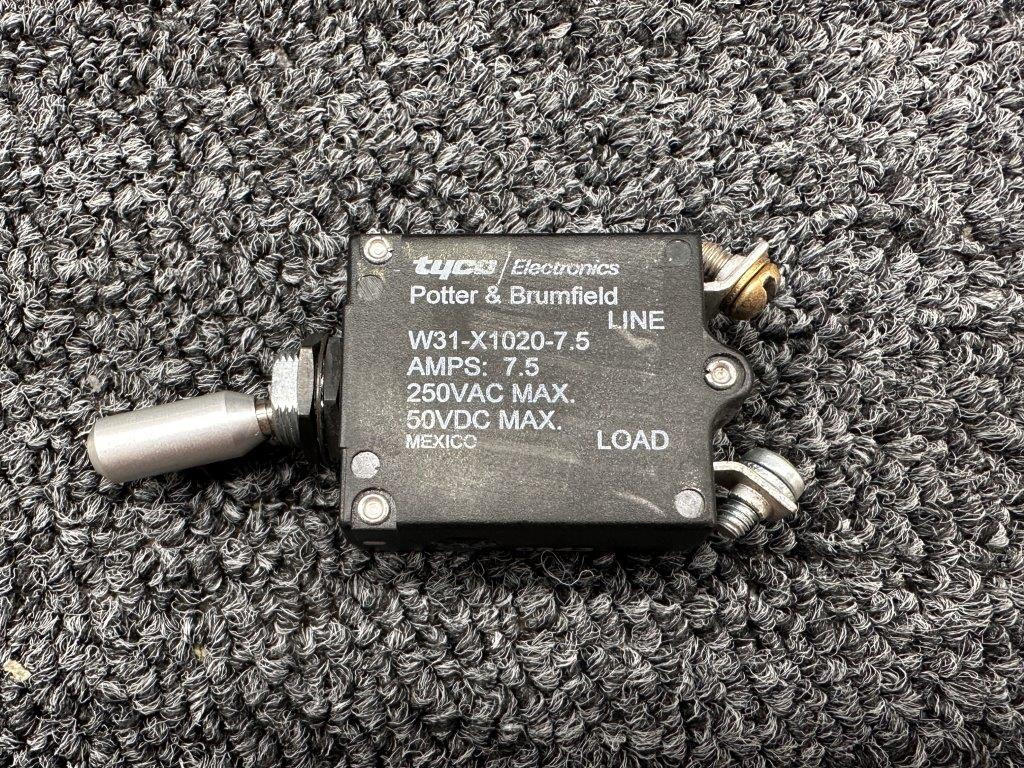 tyco / Electronics
Potter & Brumfield
LINE
W31-X1020-7.5
AMPS: 7.5
250VAC MAX.
50VDC MAX.
MEXICO
LOAD